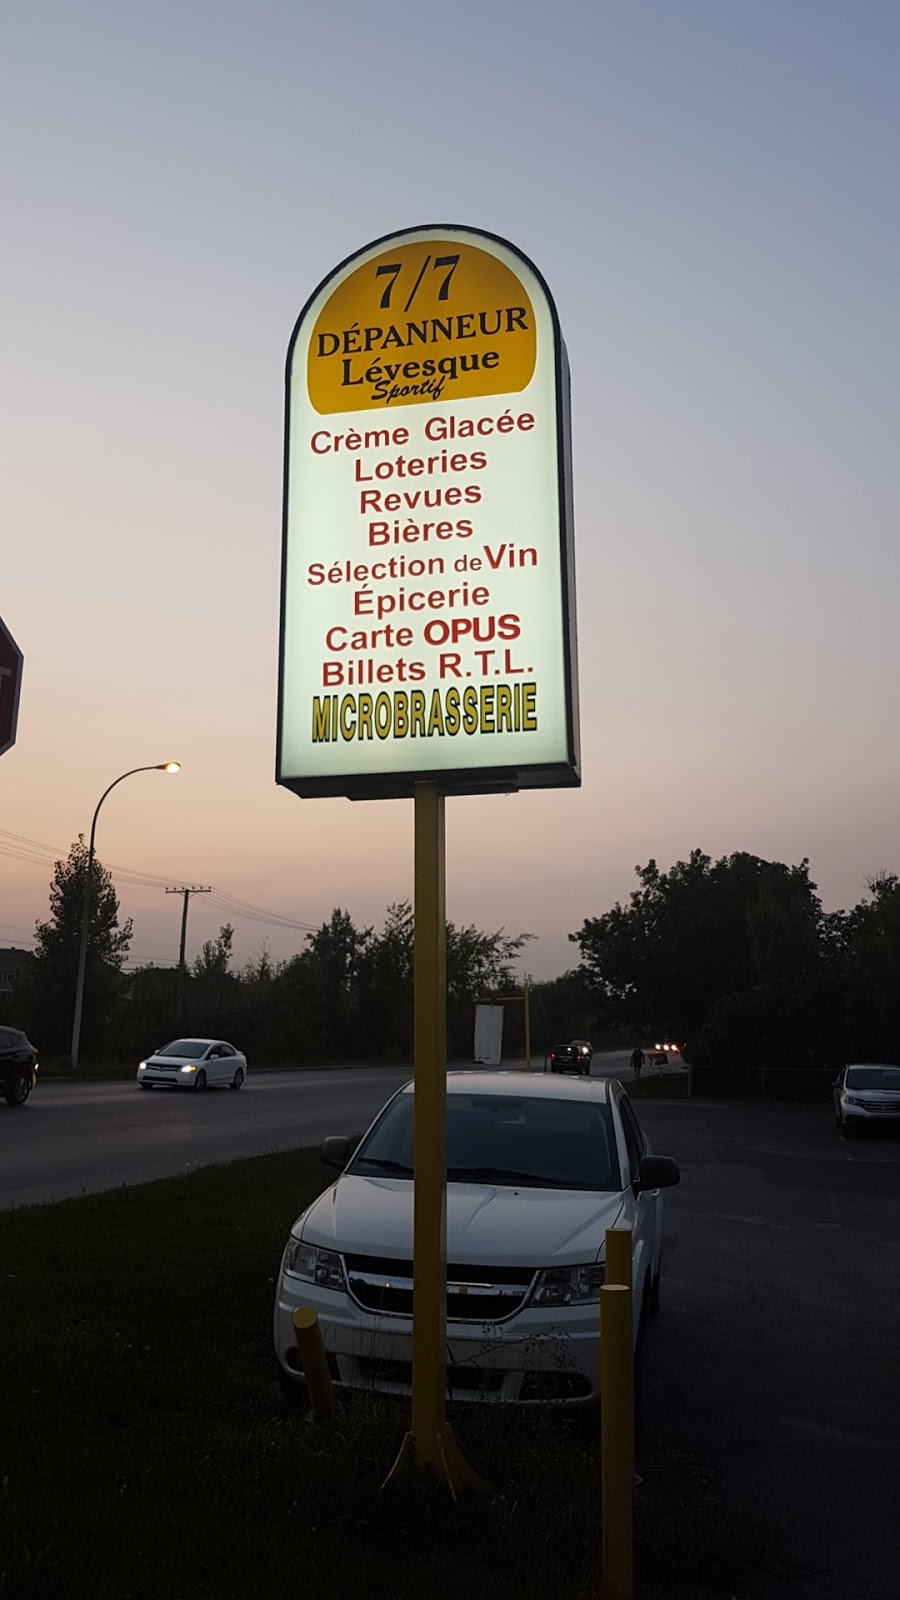 7/7
DÉPANNEUR
Lévesque
Sportif
Crème Glacée
Loteries
Revues
Bières
Sélection de Vin
Épicerie
Carte OPUS
Billets R.T.L.
MICROBRASSERIE